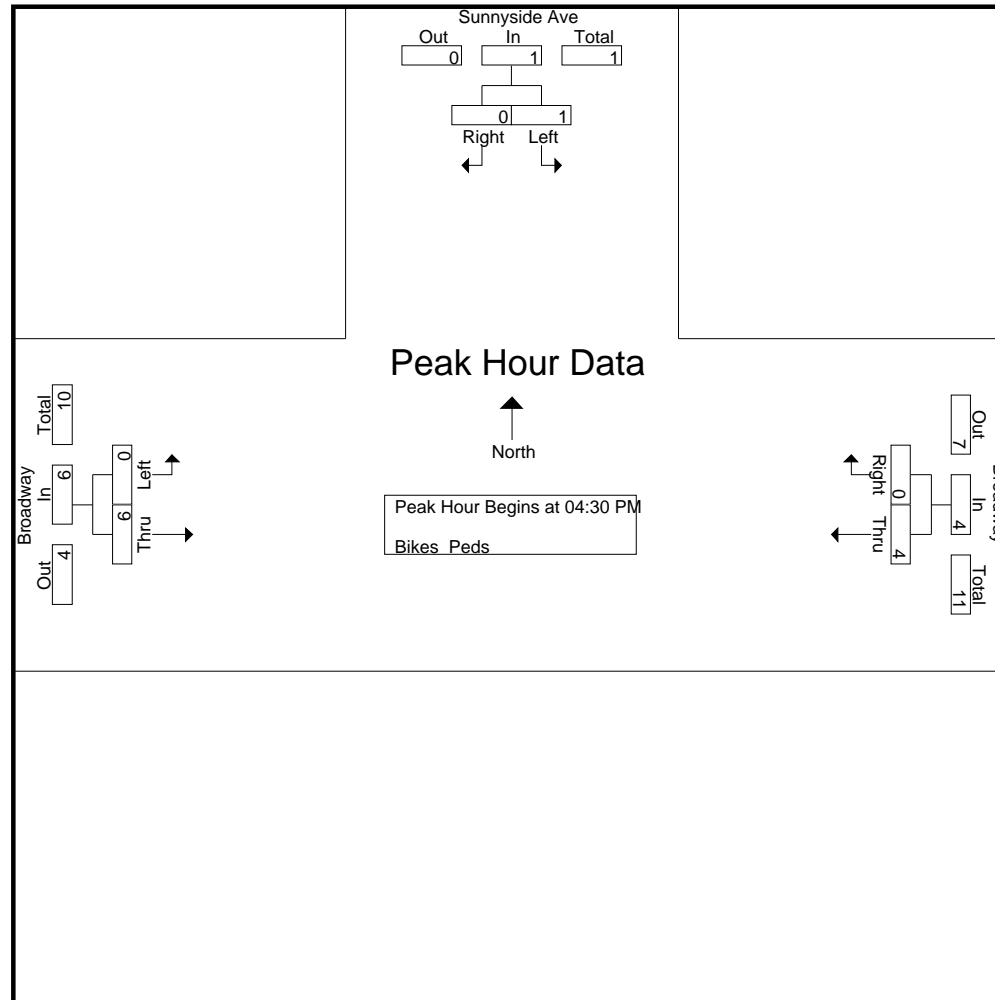 Sunnyside Ave
Out In Total
0 1 1
0 1
Right Left
Peak Hour Data
North
Peak Hour Begins at 04:30 PM
Bikes Peds
Broadway
Out In Total
4 6 10
Left Thru
0 6
Out In Total
7 4 11
Right Thru
0 4